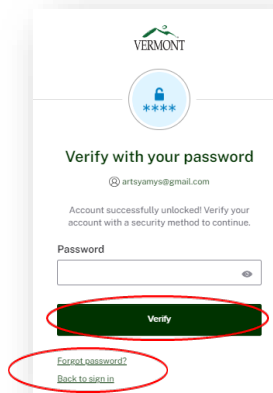 VERMONT
****
Verify with your password
artsyamys@gmail.com
Account successfully unlocked! Verify your
account with a security method to continue.
Password
Verify
Forgot password?
Back to sign in